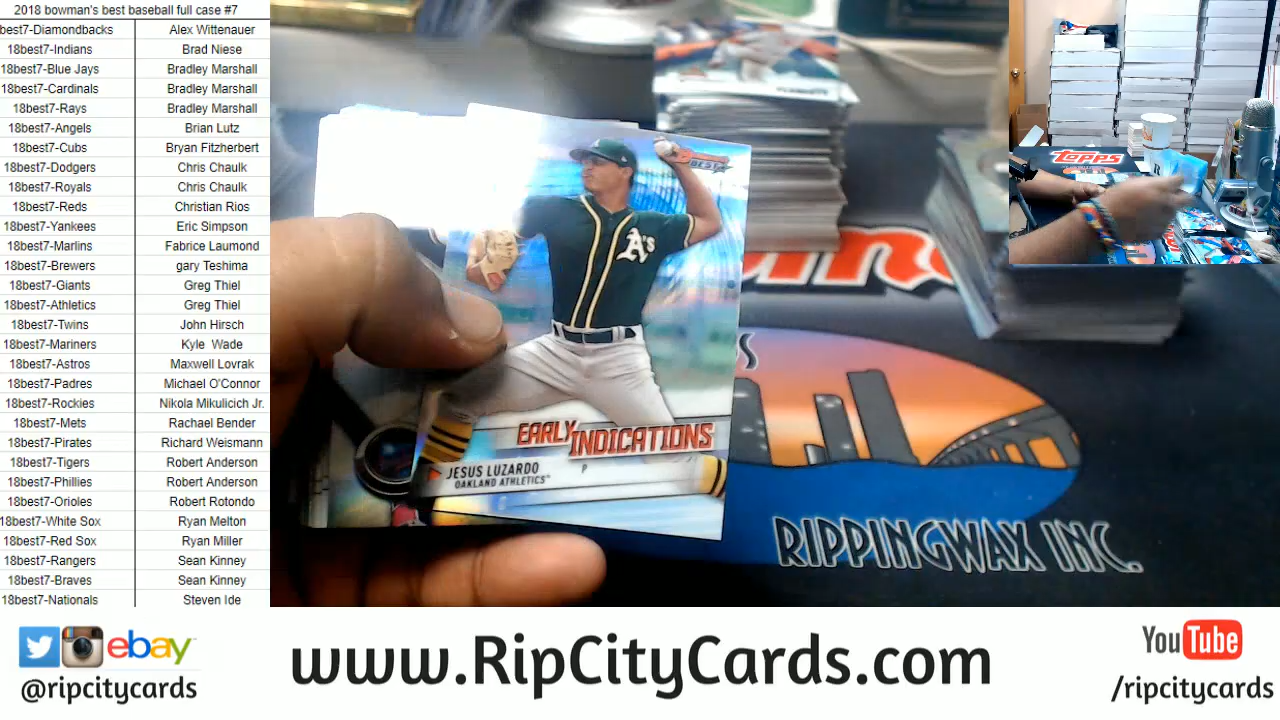 2018 bowman's best baseball full case #7
best7-Diamondbacks Alex Wittenauer
18best7-Indians Brad Niese
18best7-Blue Jays Bradley Marshall
18best7-Cardinals Bradley Marshall
18best7-Rays Bradley Marshall
18best7-Angels Brian Lutz
18best7-Cubs Bryan Fitzherbert
18best7-Dodgers Chris Chaulk
18best7-Royals Chris Chaulk
18best7-Reds Christian Rios
18best7-Yankees Eric Simpson
18best7-Marlins Fabrice Laumond
18best7-Brewers gary Teshima
18best7-Giants Greg Thiel
18best7-Athletics Greg Thiel
18best7-Twins John Hirsch
18best7-Mariners Kyle Wade
18best7-Astros Maxwell Lovrak
18best7-Padres Michael O'Connor
18best7-Rockies Nikola Mikulicich Jr.
18best7-Mets Rachael Bender
18best7-Pirates Richard Weismann
18best7-Tigers Robert Anderson
18best7-Phillies Robert Anderson
18best7-Orioles Robert Rotondo
18best7-White Sox Ryan Melton
18best7-Red Sox Ryan Miller
18best7-Rangers Sean Kinney
18best7-Braves Sean Kinney
18best7-Nationals Steven Ide
BEST
A's
EARLY INDICATIONS
JESUS LUZARDO P
OAKLAND ATHLETICS™
topps
RIPPINGWAX INC.
ebay
@ripcitycards
www.RipCityCards.com
YouTube
/ripcitycards